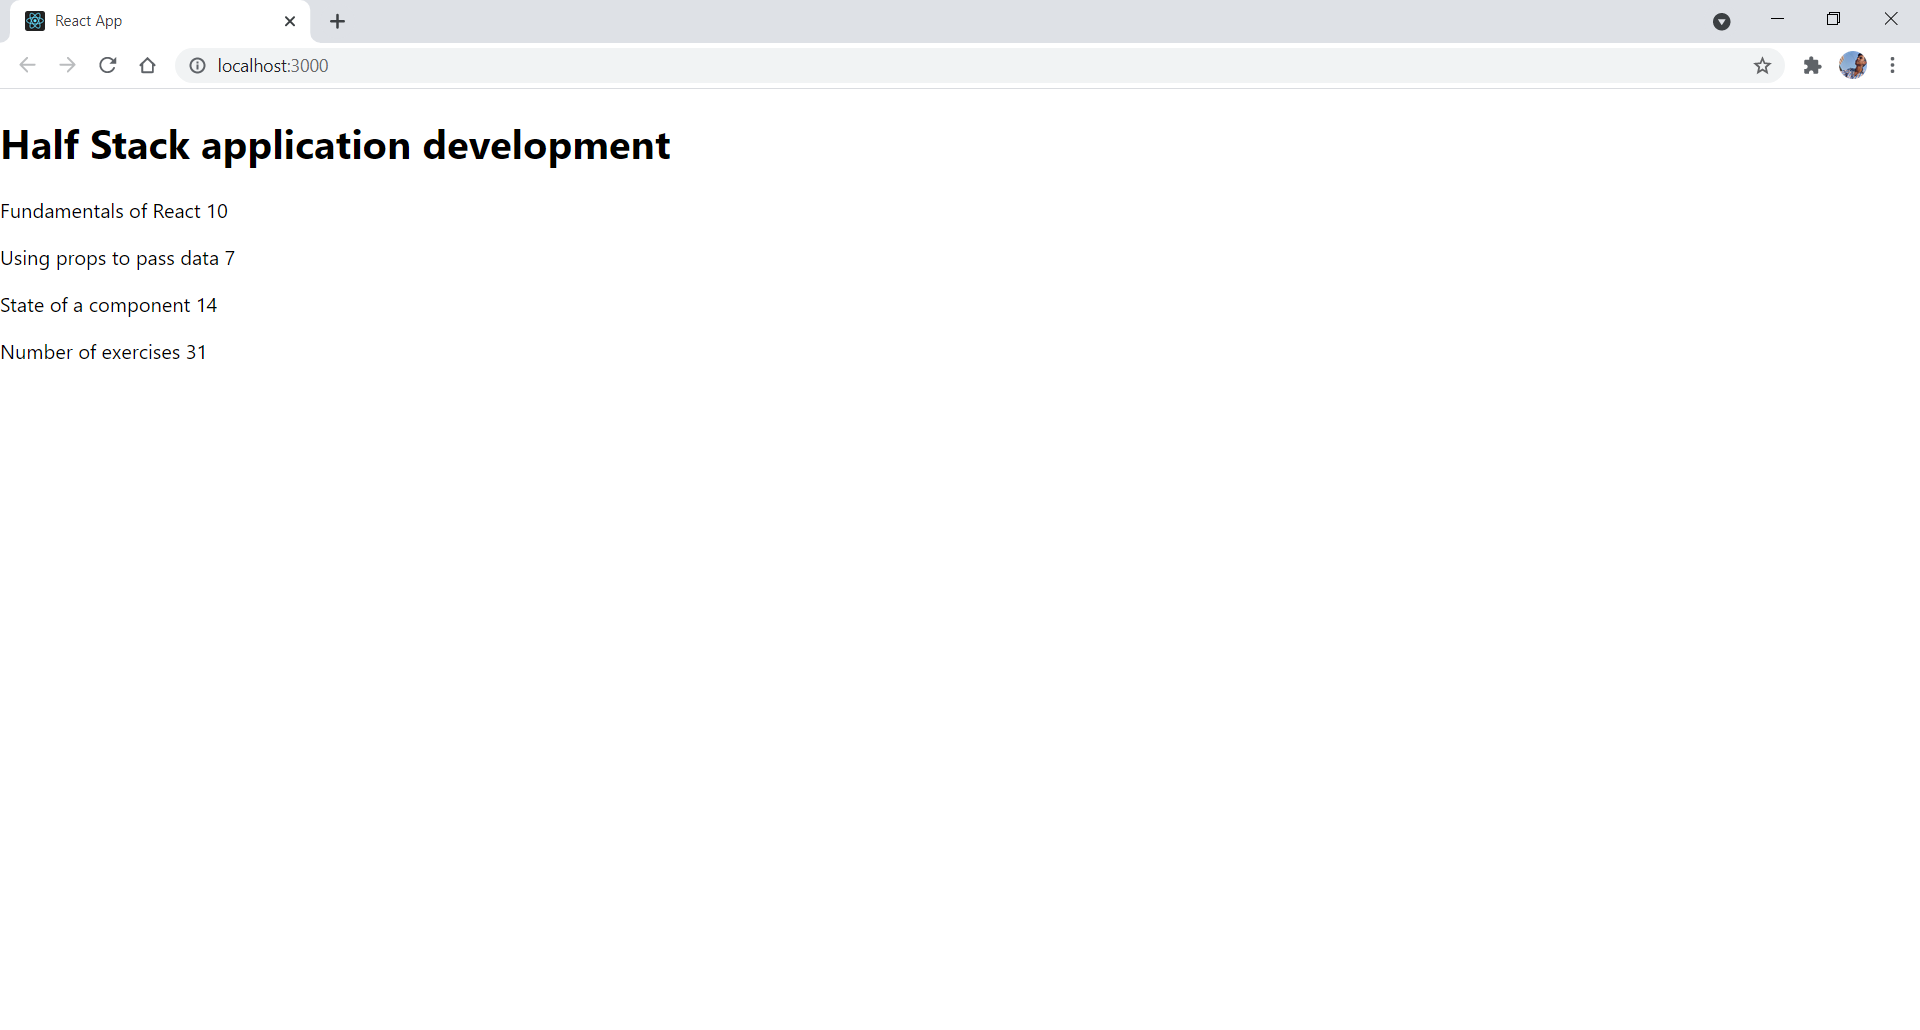 React App
localhost:3000
Half Stack application development
Fundamentals of React 10
Using props to pass data 7
State of a component 14
Number of exercises 31